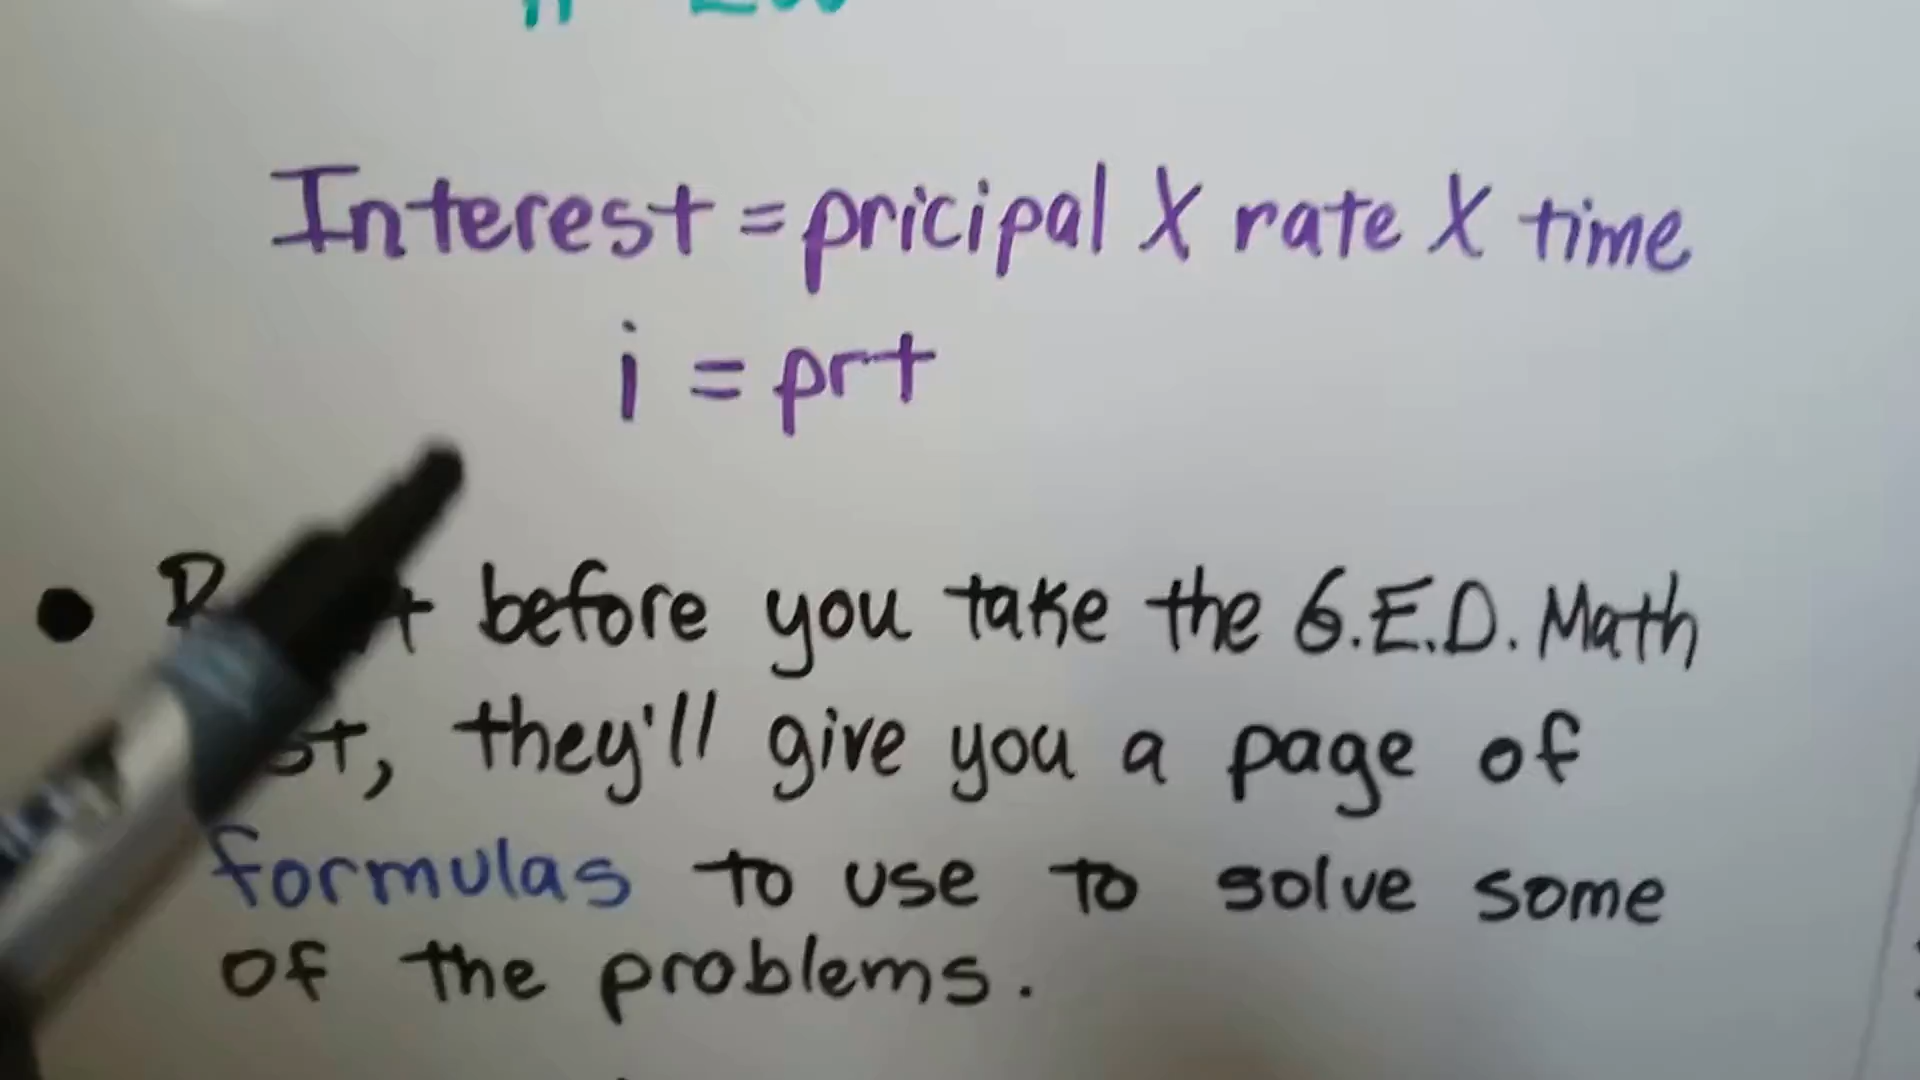 Interest = pricipal X rate X time
i = prt
before you take the G.E.D. Math
they'll give you a page of
formulas to use to solve some
of the problems.